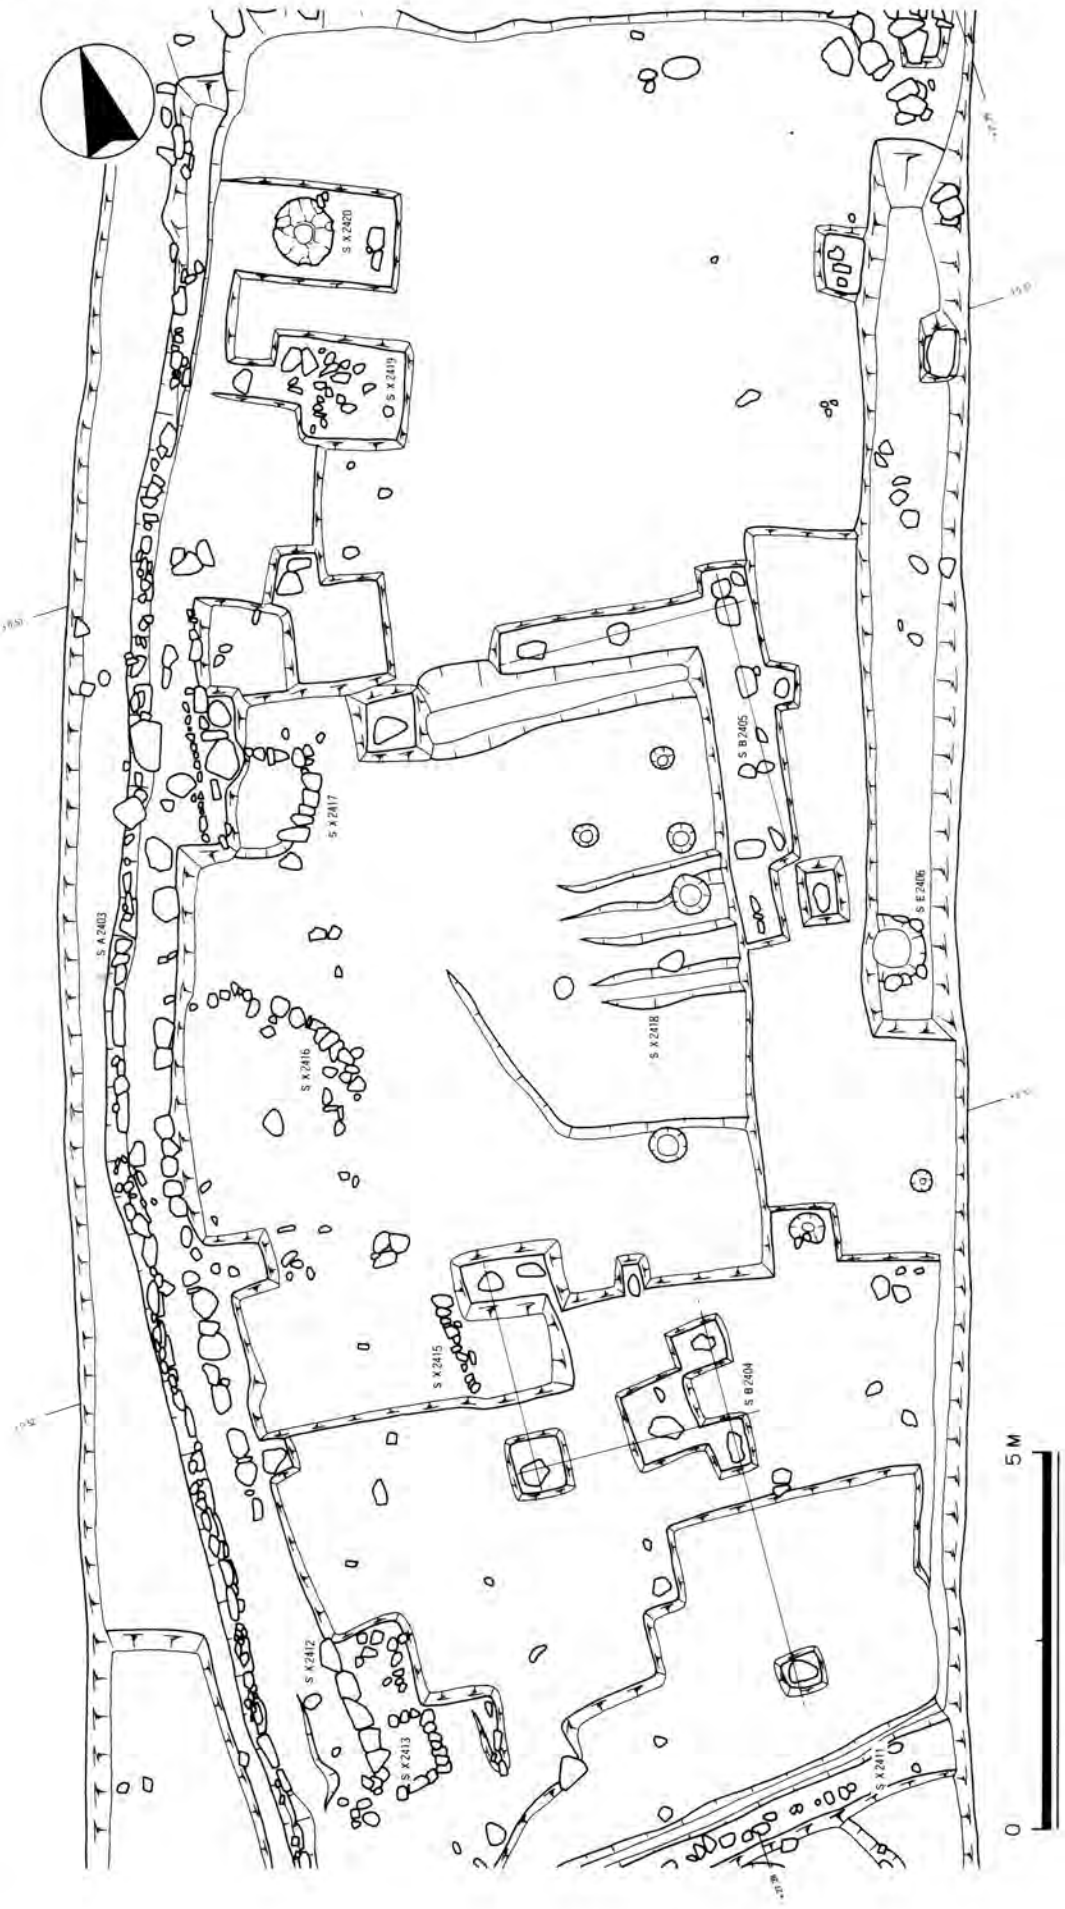 S X 2420
S X 2419
S B 2405
S X 2417
S E 2406
S A 2403
S X 2418
S X 2416
S X 2415
S B 2404
5 M
S X 2412
S X 2413
S X 2411
0